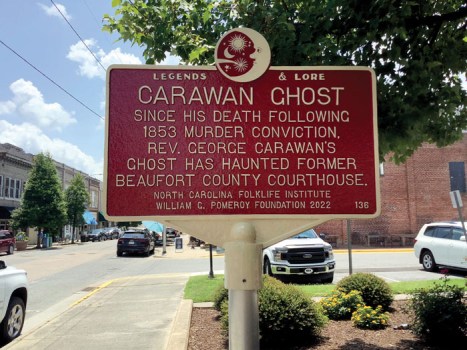 LEGENDS & LORE
CARAWAN GHOST
SINCE HIS DEATH FOLLOWING
1853 MURDER CONVICTION,
REV. GEORGE CARAWAN'S
GHOST HAS HAUNTED FORMER
BEAUFORT COUNTY COURTHOUSE.
NORTH CAROLINA FOLKLIFE INSTITUTE
WILLIAM G. POMEROY FOUNDATION 2022 136